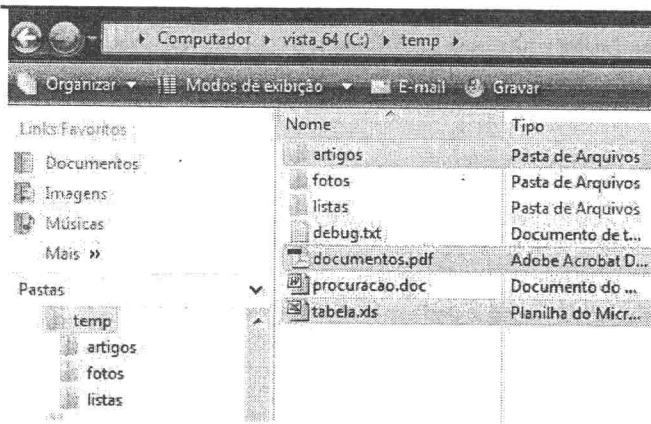 Computador vista_64 (C:) temp
Organizar Modos de exibição E-mail Gravar
Links Favoritos
Documentos
Imagens
Músicas
Mais »
Pastas
temp
artigos
fotos
listas
Nome Tipo
artigos Pasta de Arquivos
fotos Pasta de Arquivos
listas Pasta de Arquivos
debug.txt Documento de t...
documentos.pdf Adobe Acrobat D...
procuracao.doc Documento do ...
tabela.xls Planilha do Micr...